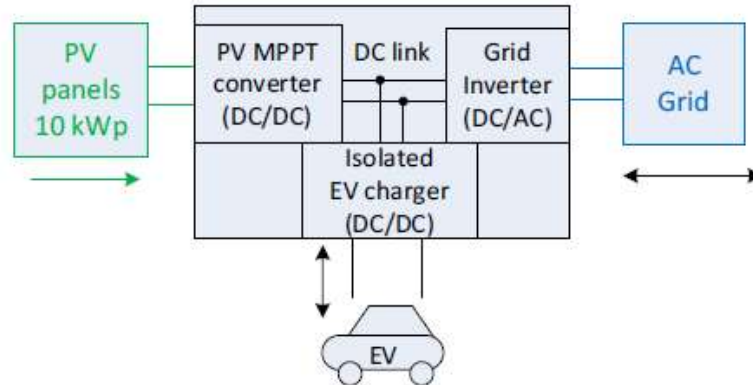 PV
panels
10 kWp
PV MPPT
converter
(DC/DC)
DC link
Grid
Inverter
(DC/AC)
AC
Grid
Isolated
EV charger
(DC/DC)
EV